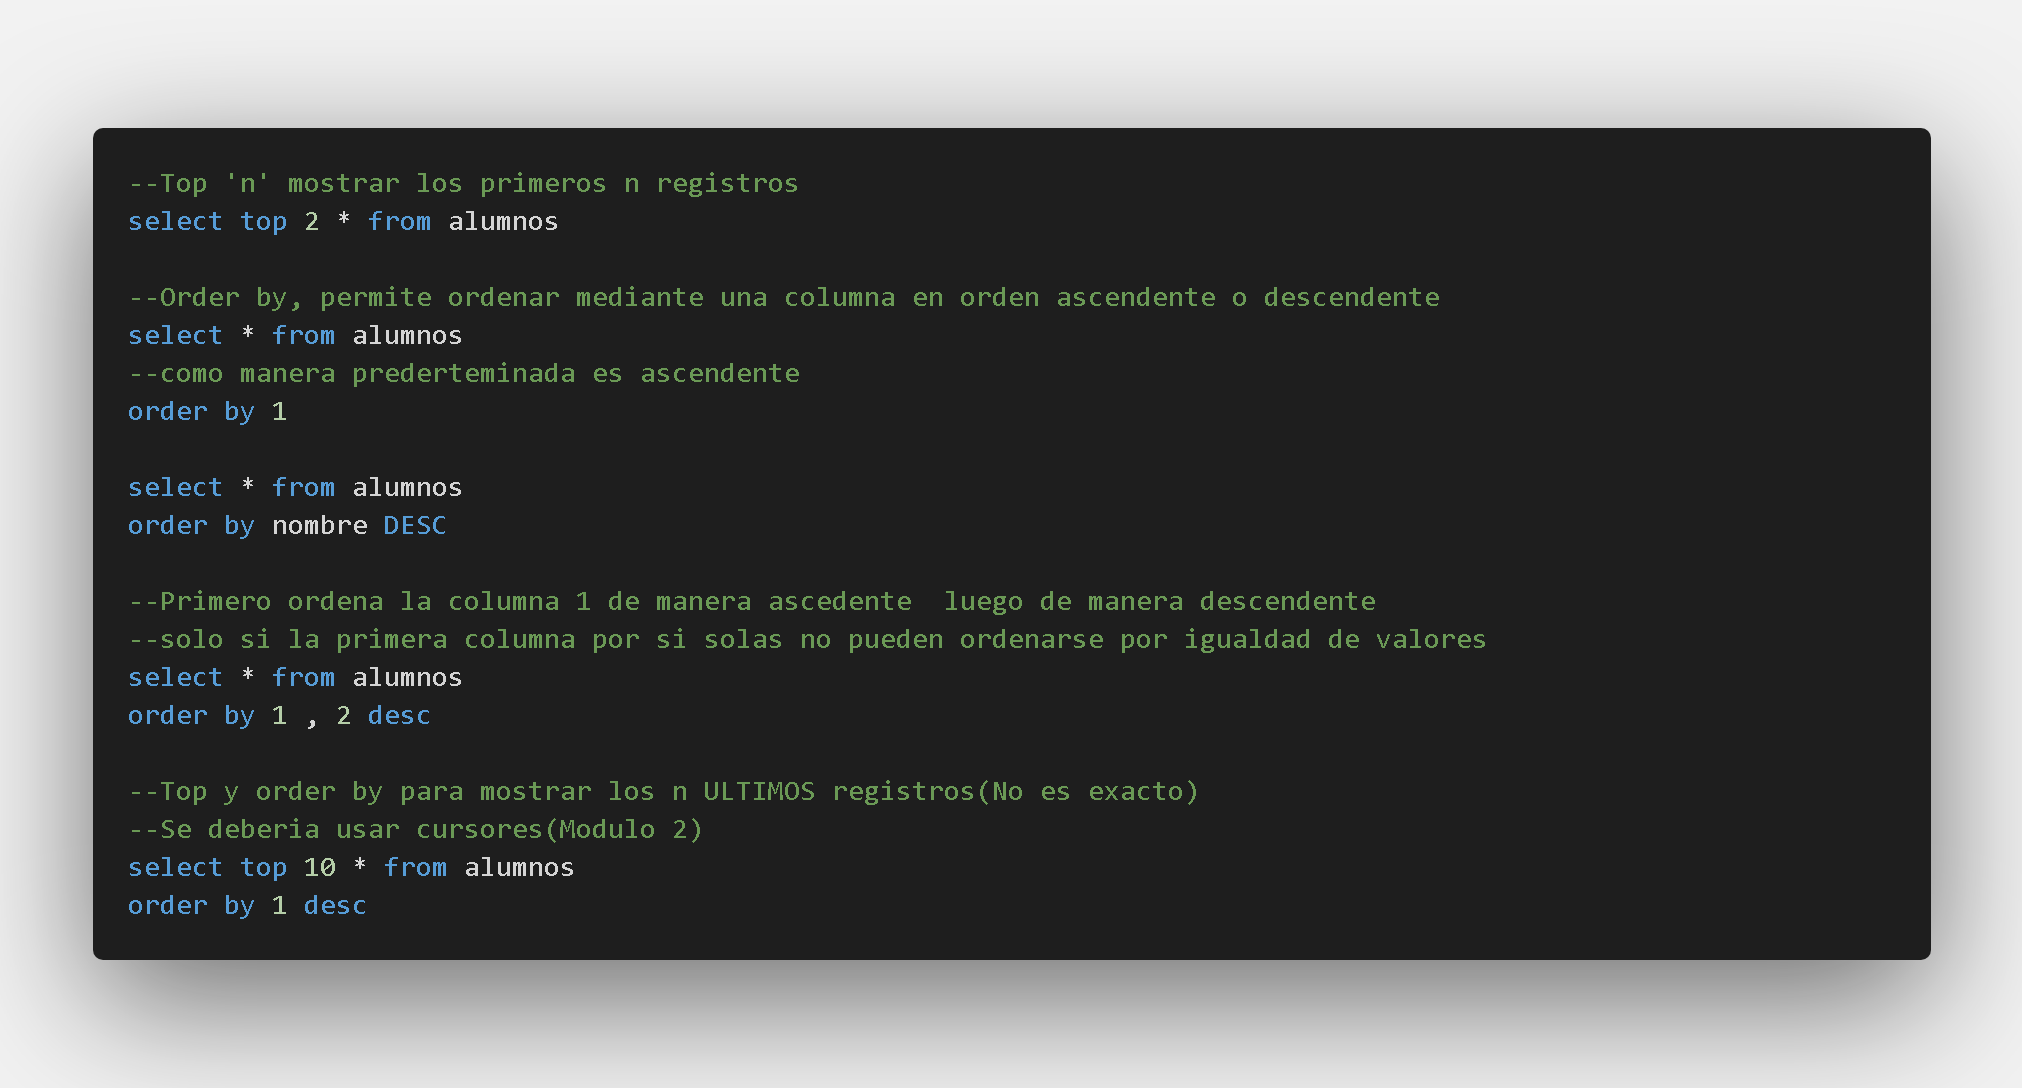 --Top 'n' mostrar los primeros n registros
select top 2 * from alumnos
--Order by, permite ordenar mediante una columna en orden ascendente o descendente
select * from alumnos
--como manera prederteminada es ascendente
order by 1
select * from alumnos
order by nombre DESC
--Primero ordena la columna 1 de manera ascedente  luego de manera descendente
--solo si la primera columna por si solas no pueden ordenarse por igualdad de valores
select * from alumnos
order by 1 , 2 desc
--Top y order by para mostrar los n ULTIMOS registros(No es exacto)
--Se deberia usar cursores(Modulo 2)
select top 10 * from alumnos
order by 1 desc